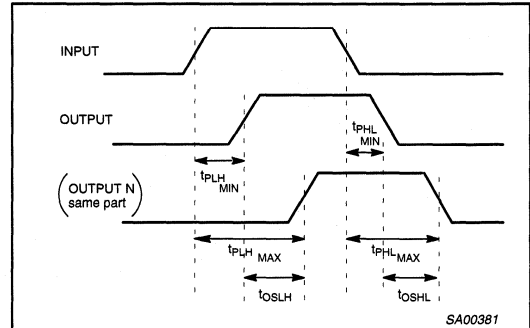 INPUT
OUTPUT
tPHL
MIN
tPLH
MIN
(OUTPUT N
same part)
tPLH MAX
tPHL MAX
tOSLH
tOSHL
SA00381